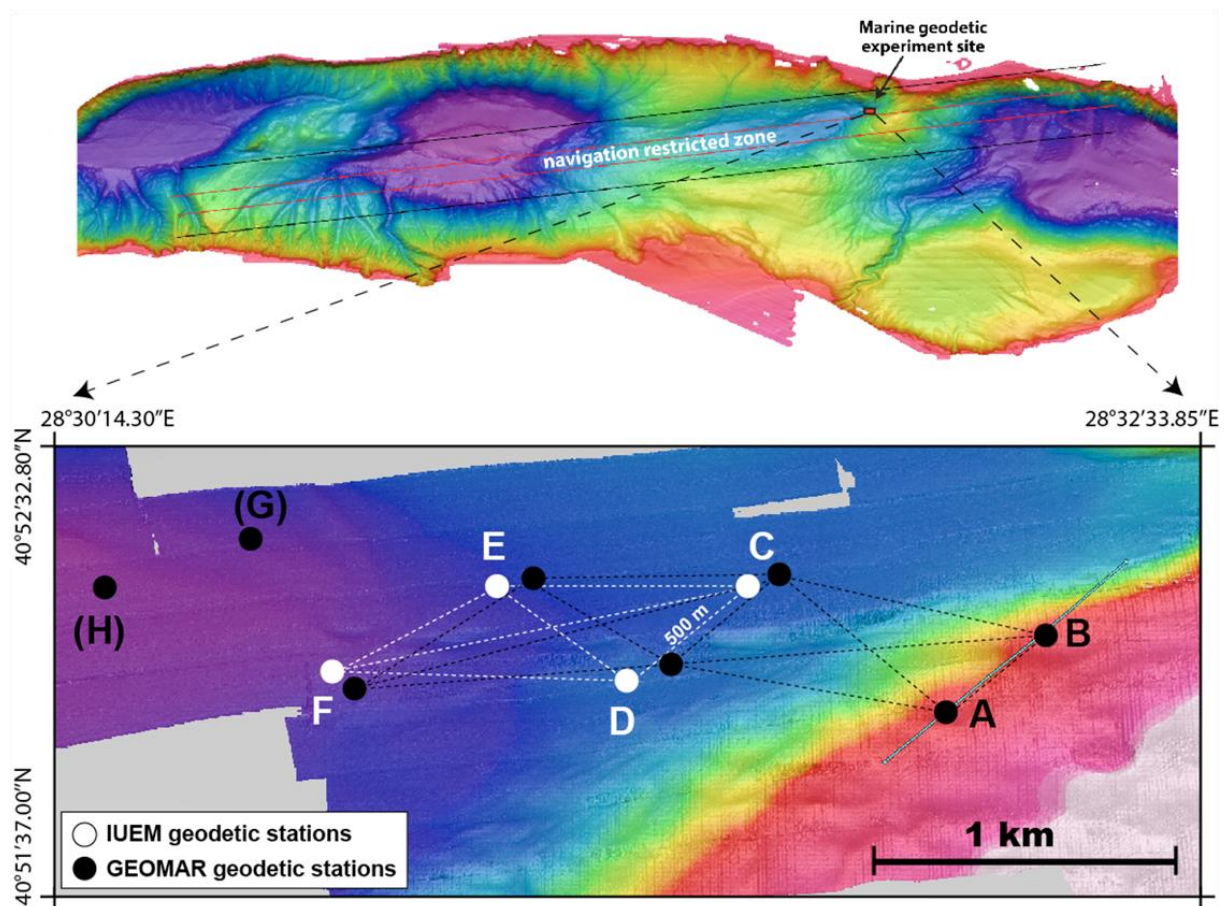 Marine geodetic
experiment site
navigation restricted zone
28°30'14.30"E
28°32'33.85"E
40°52'32.80"N
40°51'37.00"N
(G)
(H)
E
C
500 m
B
F
D
A
IUEM geodetic stations
GEOMAR geodetic stations
1 km